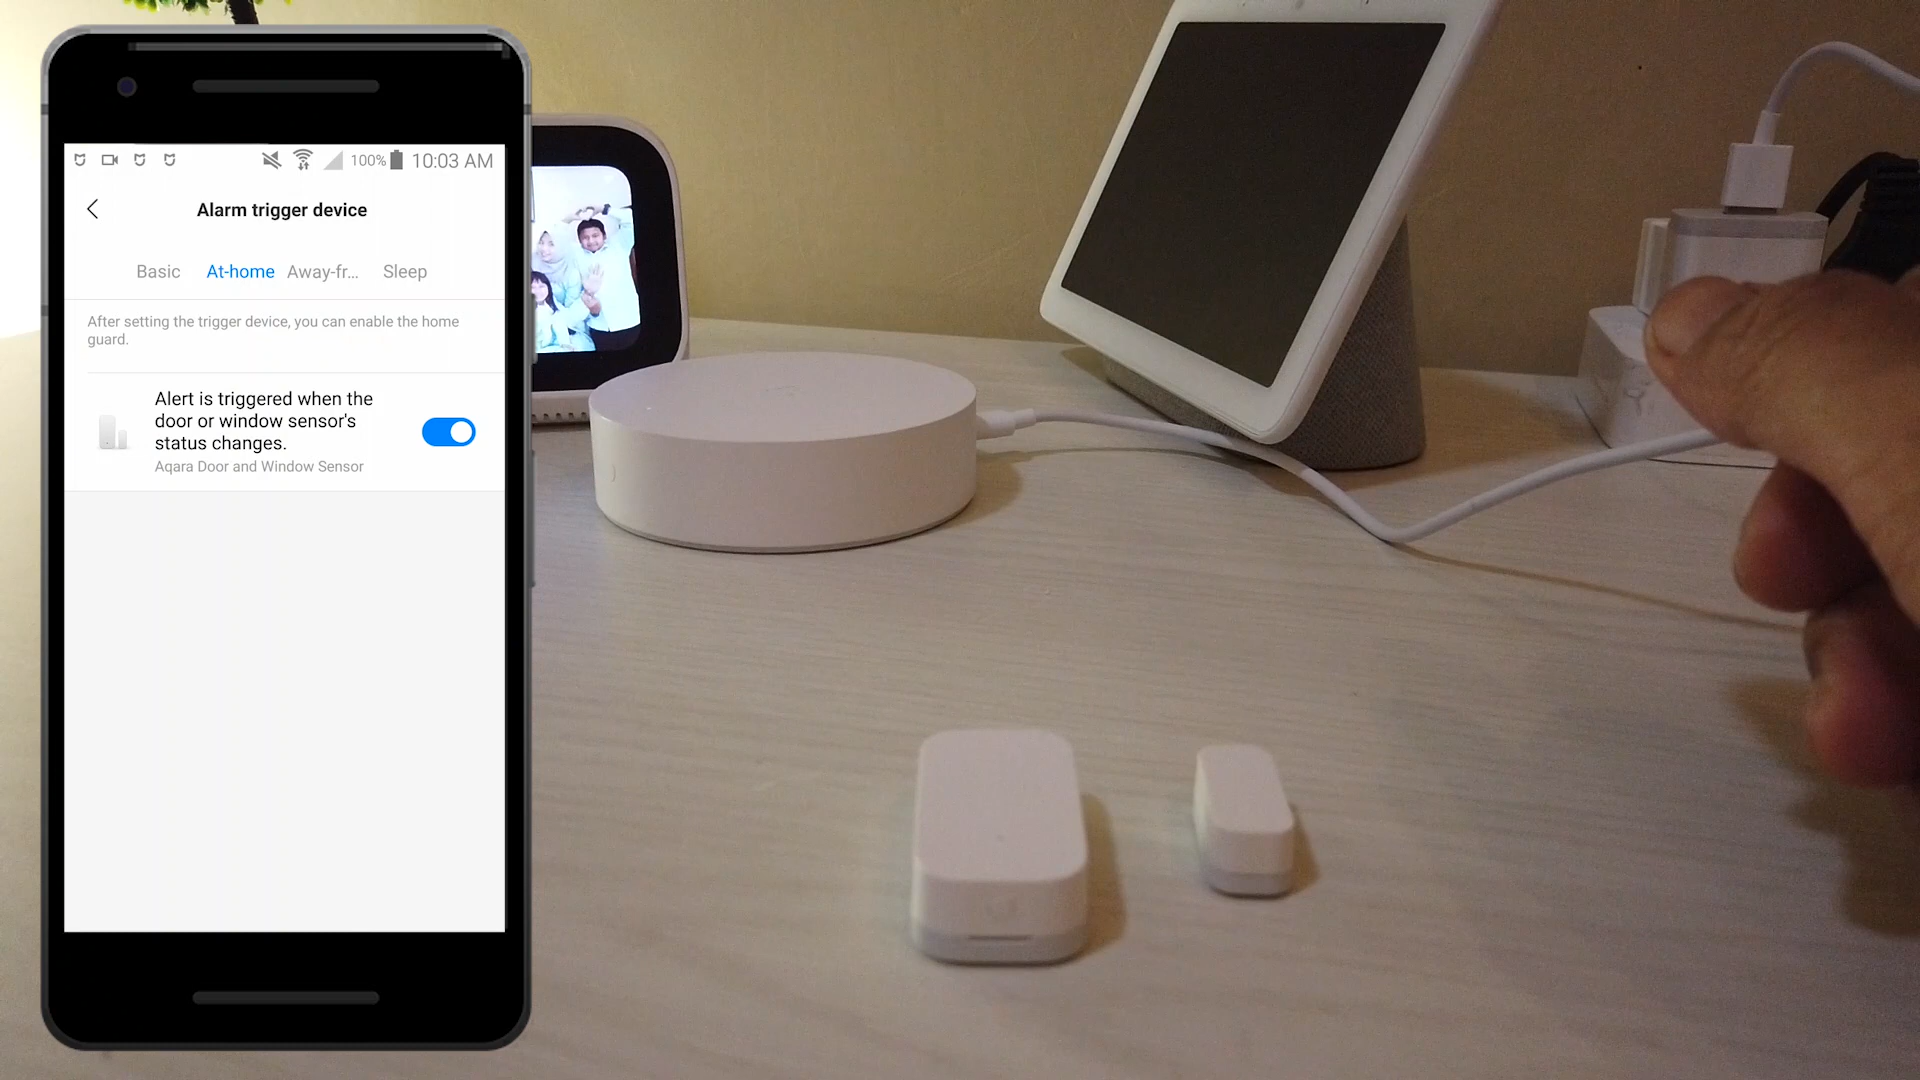 100% 10:03 AM
Alarm trigger device
Basic At-home Away-fr... Sleep
After setting the trigger device, you can enable the home
guard.
Alert is triggered when the
door or window sensor's
status changes.
Aqara Door and Window Sensor